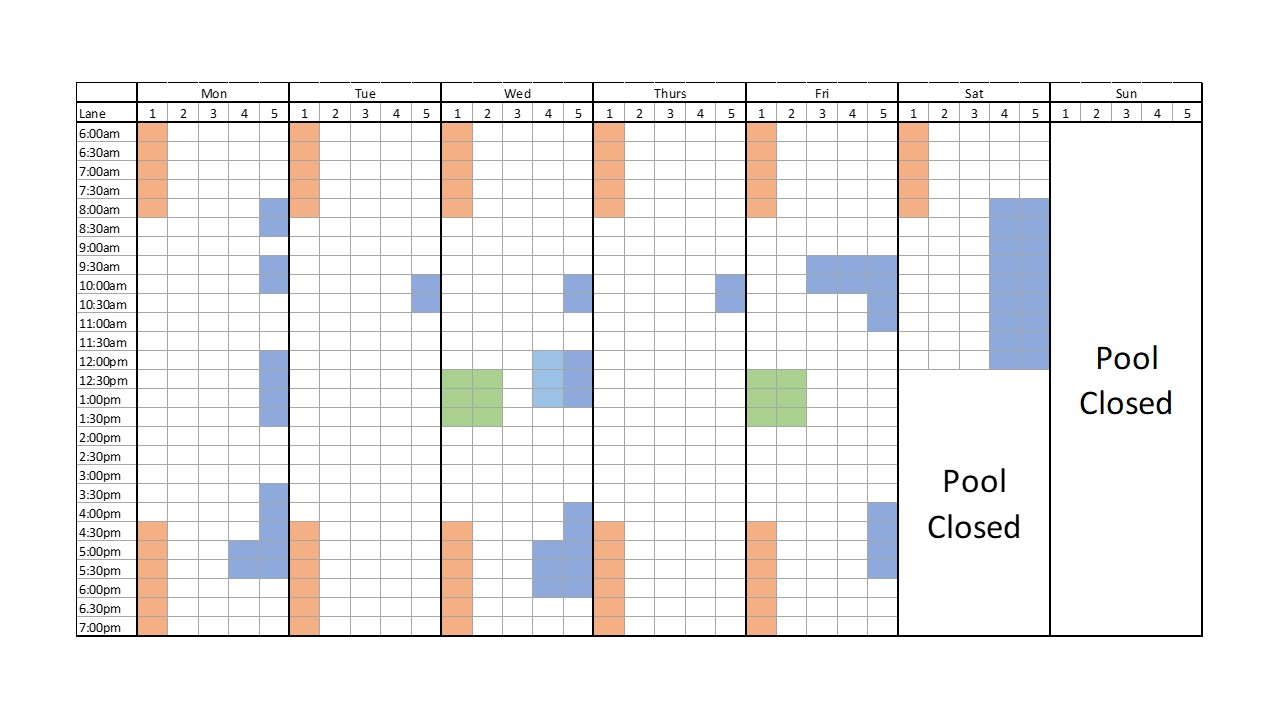 Mon Tue Wed Thurs Fri Sat Sun
Lane 1 2 3 4 5 1 2 3 4 5 1 2 3 4 5 1 2 3 4 5 1 2 3 4 5 1 2 3 4 5 1 2 3 4 5
6:00am
6:30am
7:00am
7:30am
8:00am
8:30am
9:00am
9:30am
10:00am
10:30am
11:00am
11:30am
12:00pm
12:30pm
1:00pm
1:30pm
2:00pm
2:30pm
3:00pm
3:30pm
4:00pm
4:30pm
5:00pm
5:30pm
6:00pm
6.30pm
7:00pm
Pool
Closed
Pool
Closed